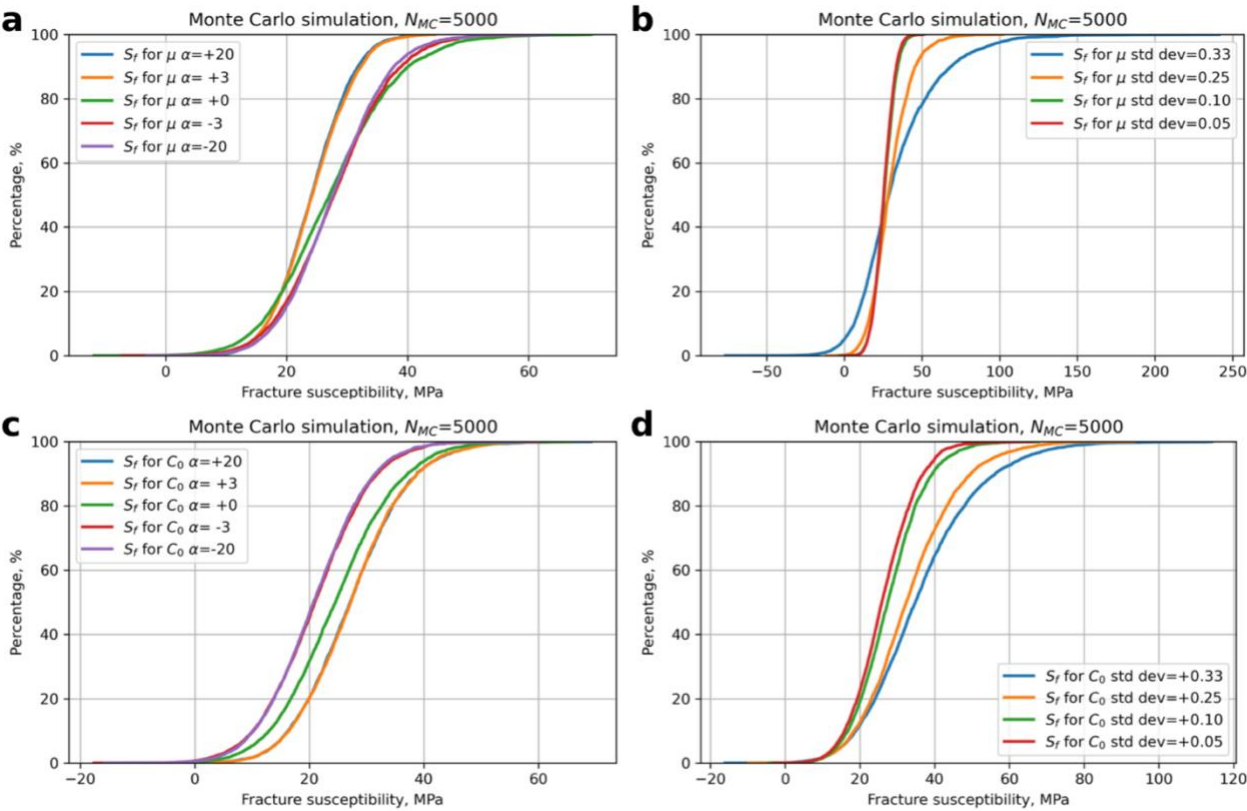 a
Monte Carlo simulation, N_MC=5000
100
80
60
40
20
0
Percentage, %
S_f for μ α=+20
S_f for μ α= +3
S_f for μ α= +0
S_f for μ α= -3
S_f for μ α=-20
0
20
40
60
Fracture susceptibility, MPa
b
Monte Carlo simulation, N_MC=5000
100
80
60
40
20
0
Percentage, %
S_f for μ std dev=0.33
S_f for μ std dev=0.25
S_f for μ std dev=0.10
S_f for μ std dev=0.05
−50
0
50
100
150
200
250
Fracture susceptibility, MPa
c
Monte Carlo simulation, N_MC=5000
100
80
60
40
20
0
Percentage, %
S_f for C_0 α=+20
S_f for C_0 α= +3
S_f for C_0 α= +0
S_f for C_0 α= -3
S_f for C_0 α=-20
−20
0
20
40
60
Fracture susceptibility, MPa
d
Monte Carlo simulation, N_MC=5000
100
80
60
40
20
0
Percentage, %
S_f for C_0 std dev=+0.33
S_f for C_0 std dev=+0.25
S_f for C_0 std dev=+0.10
S_f for C_0 std dev=+0.05
−20
0
20
40
60
80
100
120
Fracture susceptibility, MPa